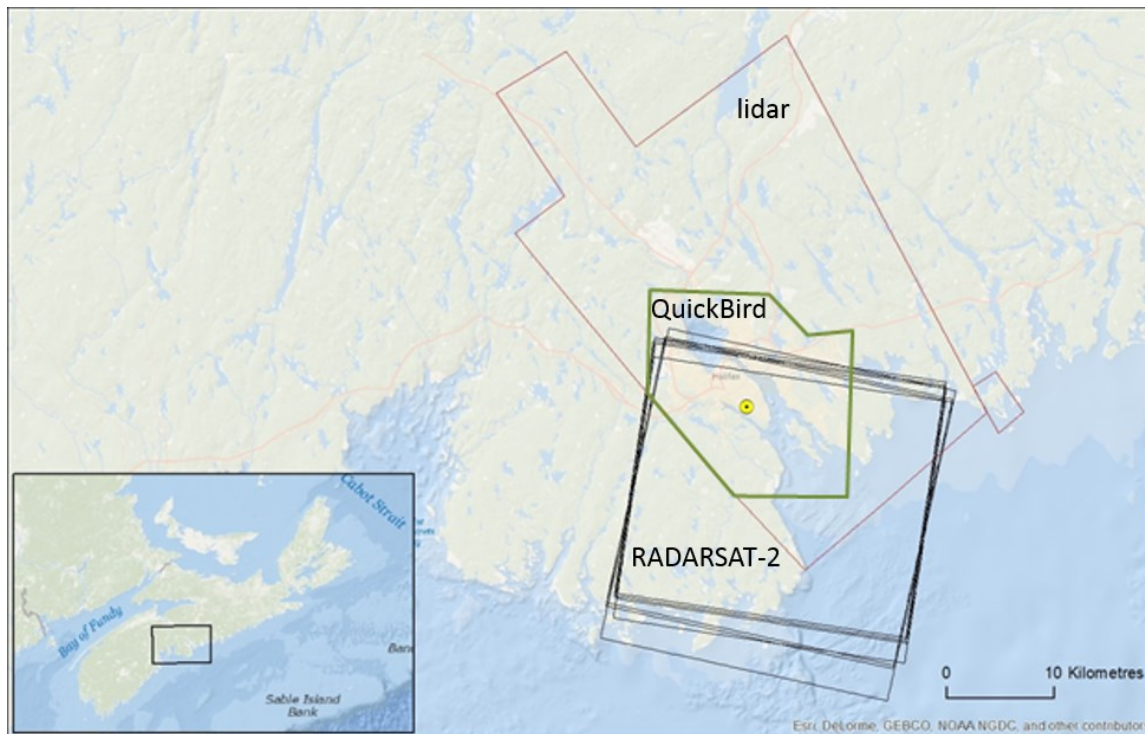 lidar
QuickBird
Halifax
RADARSAT-2
Cabot Strait
Bay of Fundy
Sable Island
Bank
Ban
0 10 Kilometres
Esri, DeLorme, GEBCO, NOAA NGDC, and other contributor